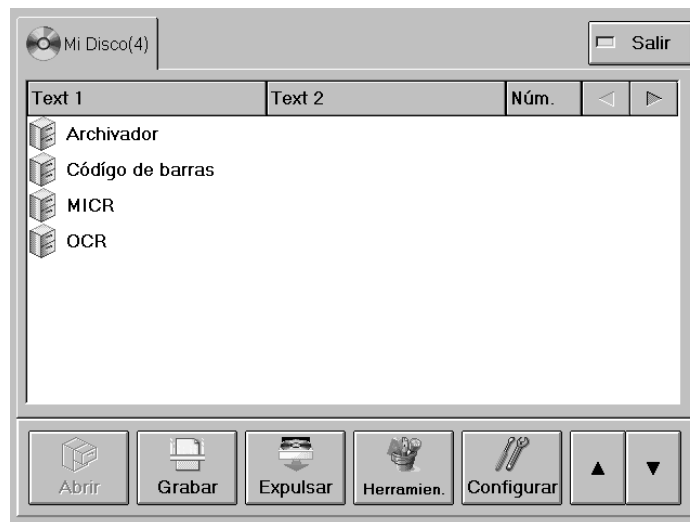 Mi Disco(4)
Salir
Text 1 Text 2 Núm.
Archivador
Códígo de barras
MICR
OCR
Abrir Grabar Expulsar Herramien. Configurar